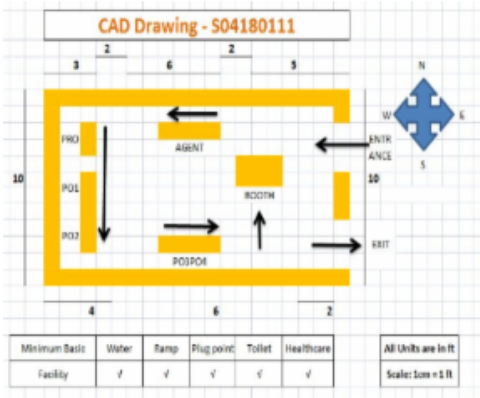 CAD Drawing - S04180111
2 2
3 6 5
N
W E
S
PRO
AGENT
ENTR
ANCE
10
PO1
BOOTH
10
PO2
EXIT
PO3PO4
4 6 2
Minimum Basic Water Ramp Plug point Toilet Healthcare
Facility √ √ √ √ √
All Units are in ft
Scale: 1cm = 1 ft